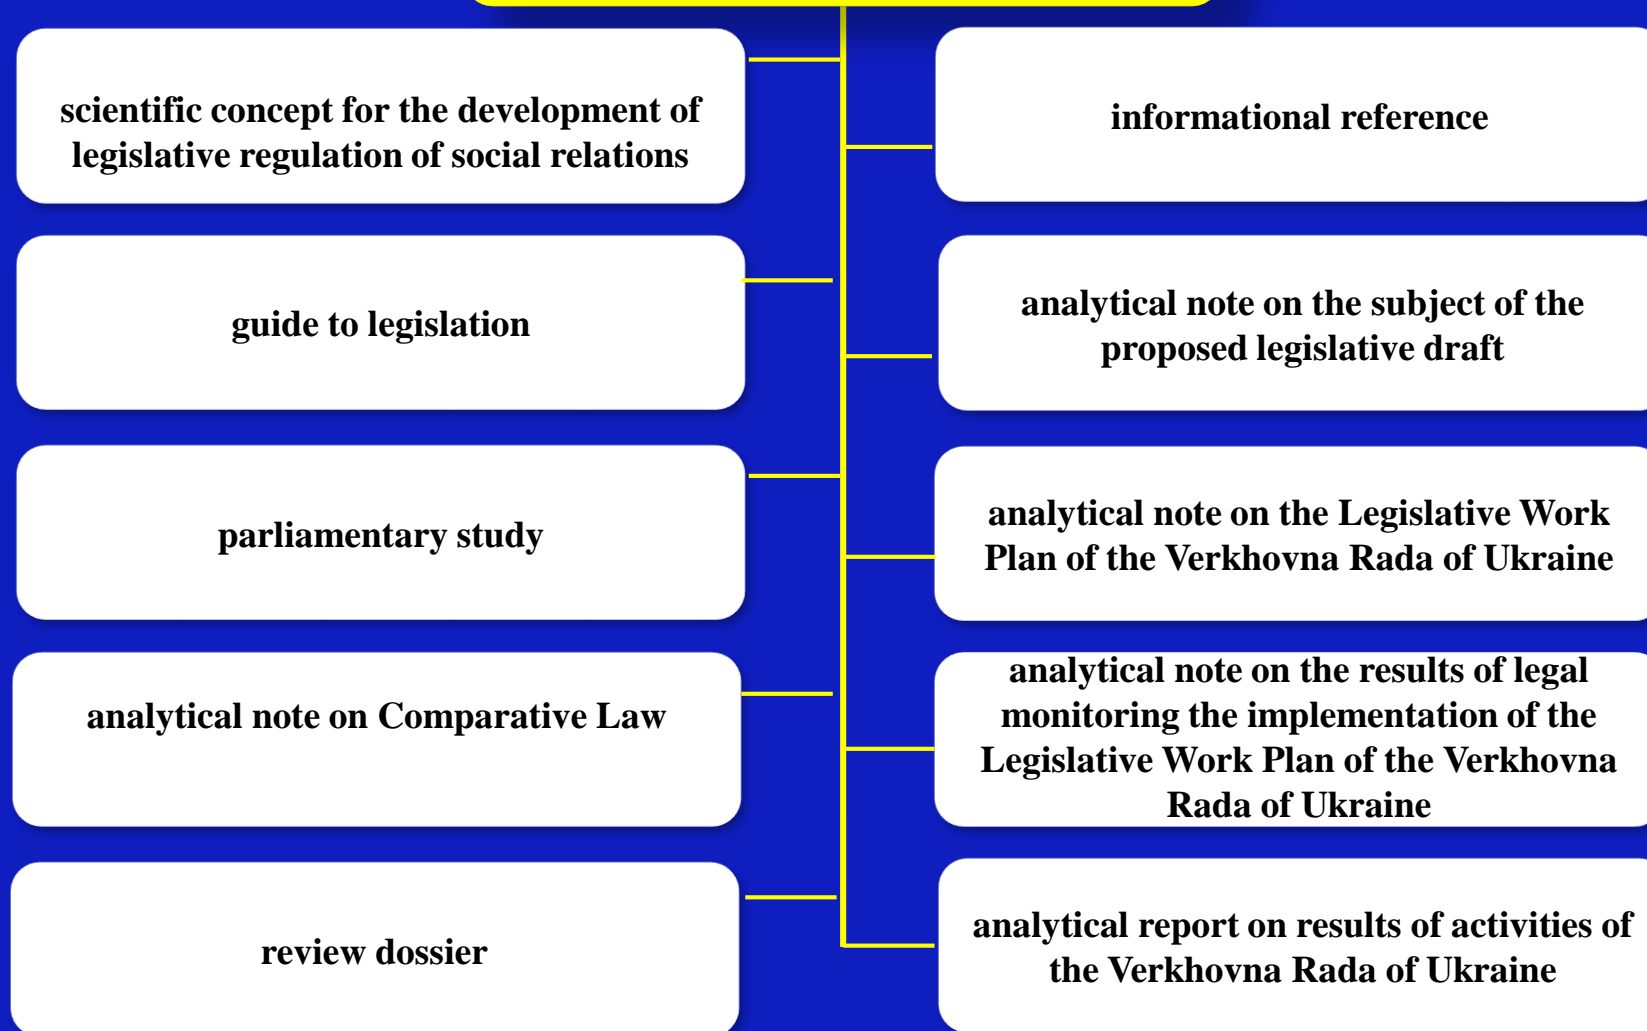 scientific concept for the development of
legislative regulation of social relations
guide to legislation
parliamentary study
analytical note on Comparative Law
review dossier
informational reference
analytical note on the subject of the
proposed legislative draft
analytical note on the Legislative Work
Plan of the Verkhovna Rada of Ukraine
analytical note on the results of legal
monitoring the implementation of the
Legislative Work Plan of the Verkhovna
Rada of Ukraine
analytical report on results of activities of
the Verkhovna Rada of Ukraine